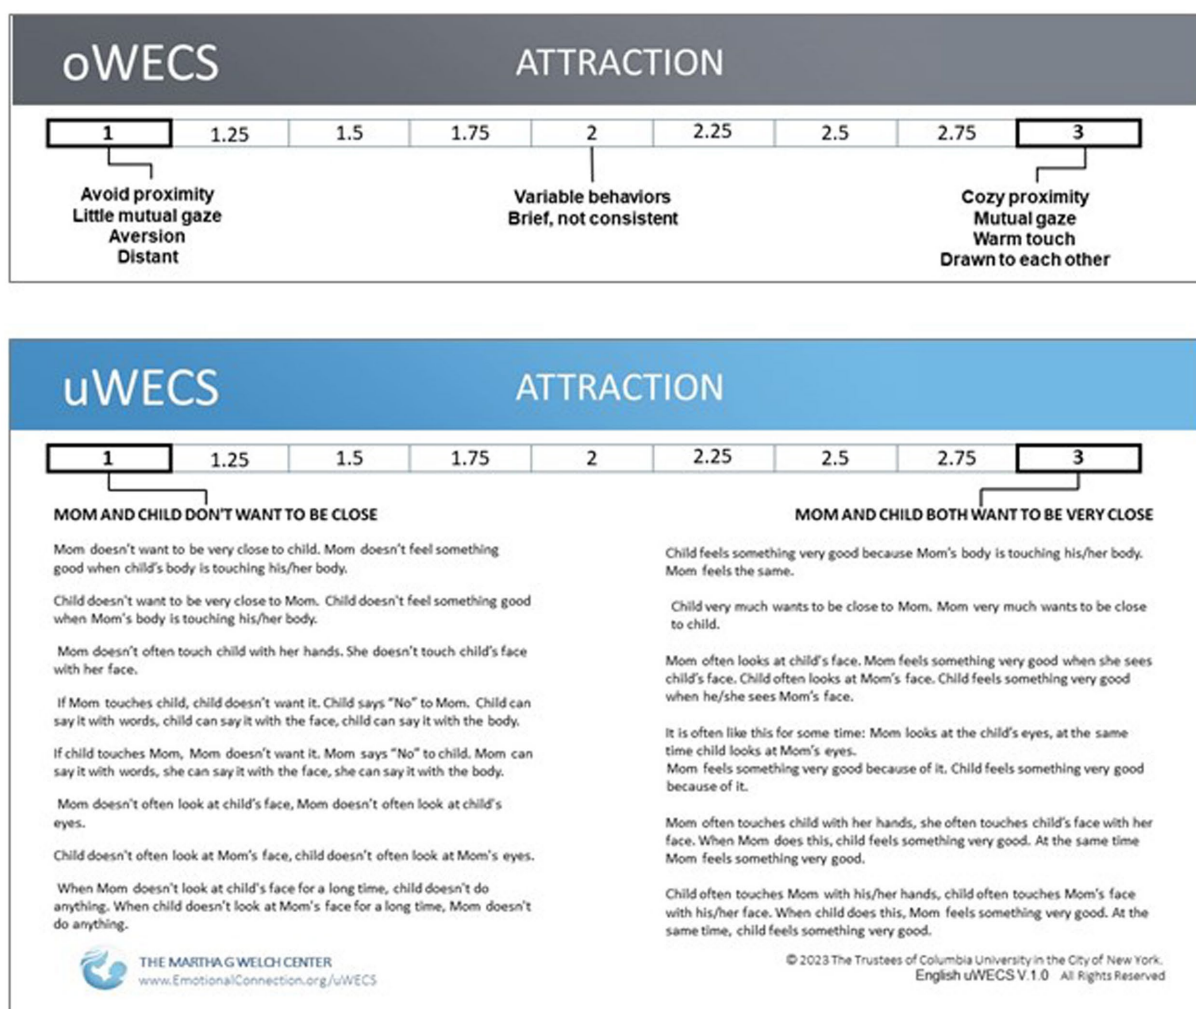 oWECS ATTRACTION
1 1.25 1.5 1.75 2 2.25 2.5 2.75 3
Avoid proximity
Little mutual gaze
Aversion
Distant
Variable behaviors
Brief, not consistent
Cozy proximity
Mutual gaze
Warm touch
Drawn to each other
uWECS ATTRACTION
1 1.25 1.5 1.75 2 2.25 2.5 2.75 3
MOM AND CHILD DON'T WANT TO BE CLOSE
Mom doesn't want to be very close to child. Mom doesn't feel something
good when child's body is touching his/her body.
Child doesn't want to be very close to Mom. Child doesn't feel something good
when Mom's body is touching his/her body.
Mom doesn't often touch child with her hands. She doesn't touch child's face
with her face.
If Mom touches child, child doesn't want it. Child says "No" to Mom. Child can
say it with words, child can say it with the face, child can say it with the body.
If child touches Mom, Mom doesn't want it. Mom says "No" to child. Mom can
say it with words, she can say it with the face, she can say it with the body.
Mom doesn't often look at child's face, Mom doesn't often look at child's
eyes.
Child doesn't often look at Mom's face, child doesn't often look at Mom's eyes.
When Mom doesn't look at child's face for a long time, child doesn't do
anything. When child doesn't look at Mom's face for a long time, Mom doesn't
do anything.
MOM AND CHILD BOTH WANT TO BE VERY CLOSE
Child feels something very good because Mom's body is touching his/her body.
Mom feels the same.
Child very much wants to be close to Mom. Mom very much wants to be close
to child.
Mom often looks at child's face. Mom feels something very good when she sees
child's face. Child often looks at Mom's face. Child feels something very good
when he/she sees Mom's face.
It is often like this for some time: Mom looks at the child's eyes, at the same
time child looks at Mom's eyes.
Mom feels something very good because of it. Child feels something very good
because of it.
Mom often touches child with her hands, she often touches child's face with her
face. When Mom does this, child feels something very good. At the same time
Mom feels something very good.
Child often touches Mom with his/her hands, child often touches Mom's face
with his/her face. When child does this, Mom feels something very good. At the
same time, child feels something very good.
THE MARTHA G WELCH CENTER
www.EmotionalConnection.org/uWECS
© 2023 The Trustees of Columbia University in the City of New York.
English uWECS V.1.0 All Rights Reserved